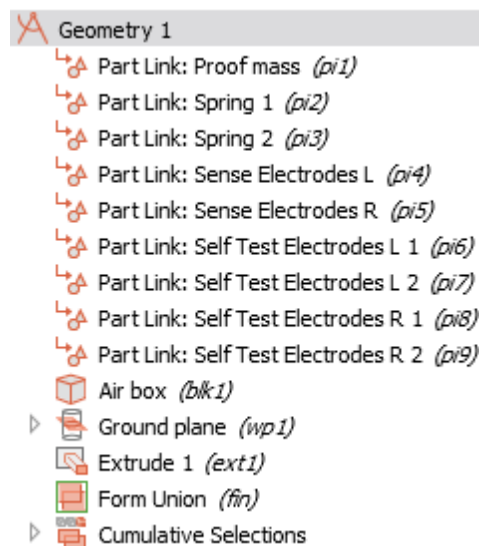 Geometry 1
Part Link: Proof mass (pi1)
Part Link: Spring 1 (pi2)
Part Link: Spring 2 (pi3)
Part Link: Sense Electrodes L (pi4)
Part Link: Sense Electrodes R (pi5)
Part Link: Self Test Electrodes L 1 (pi6)
Part Link: Self Test Electrodes L 2 (pi7)
Part Link: Self Test Electrodes R 1 (pi8)
Part Link: Self Test Electrodes R 2 (pi9)
Air box (blk1)
Ground plane (wp1)
Extrude 1 (ext1)
Form Union (fin)
Cumulative Selections